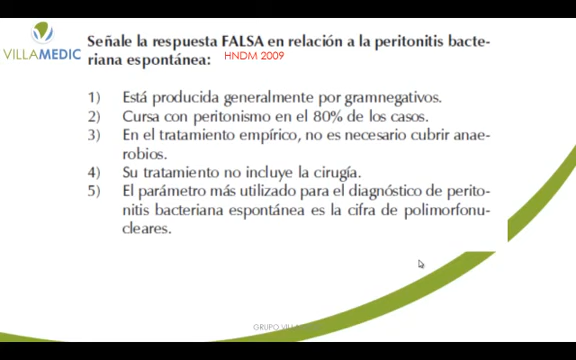 VILLAMEDIC
Señale la respuesta FALSA en relación a la peritonitis bacte-
riana espontánea: HNDM 2009
1) Está producida generalmente por gramnegativos.
2) Cursa con peritonismo en el 80% de los casos.
3) En el tratamiento empírico, no es necesario cubrir anae-
robios.
4) Su tratamiento no incluye la cirugía.
5) El parámetro más utilizado para el diagnóstico de perito-
nitis bacteriana espontánea es la cifra de polimorfonu-
cleares.
GRUPO